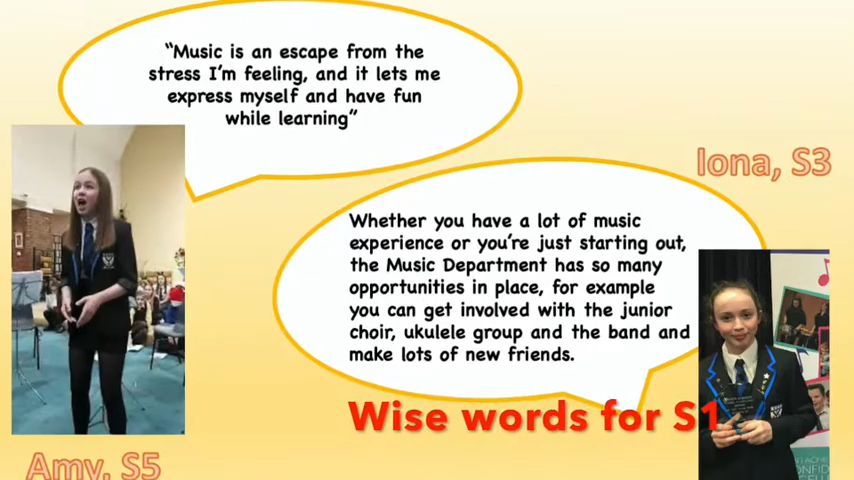 “Music is an escape from the
stress I’m feeling, and it lets me
express myself and have fun
while learning”
Iona, S3
Whether you have a lot of music
experience or you’re just starting out,
the Music Department has so many
opportunities in place, for example
you can get involved with the junior
choir, ukulele group and the band and
make lots of new friends.
Wise words for S1
Amy, S5